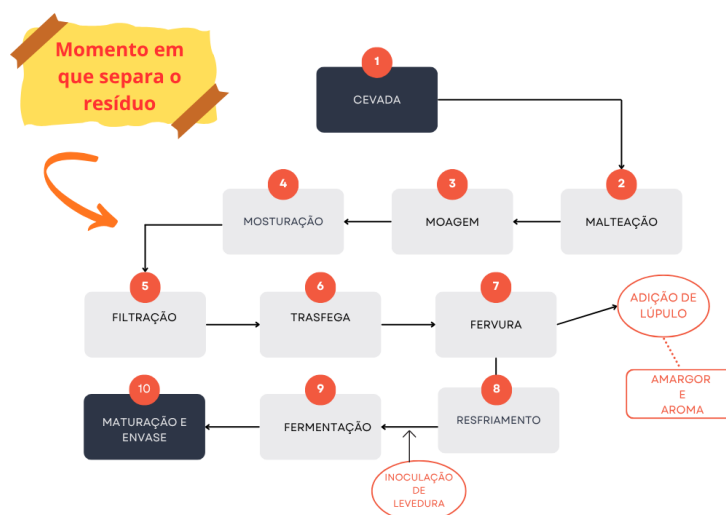 Momento em
que separa o
resíduo
1
CEVADA
4
MOSTURAÇÃO
3
MOAGEM
2
MALTEAÇÃO
5
FILTRAÇÃO
6
TRASFEGA
7
FERVURA
ADIÇÃO DE
LÚPULO
AMARGOR
E
AROMA
10
MATURAÇÃO E
ENVASE
9
FERMENTAÇÃO
8
RESFRIAMENTO
INOCULAÇÃO
DE
LEVEDURA